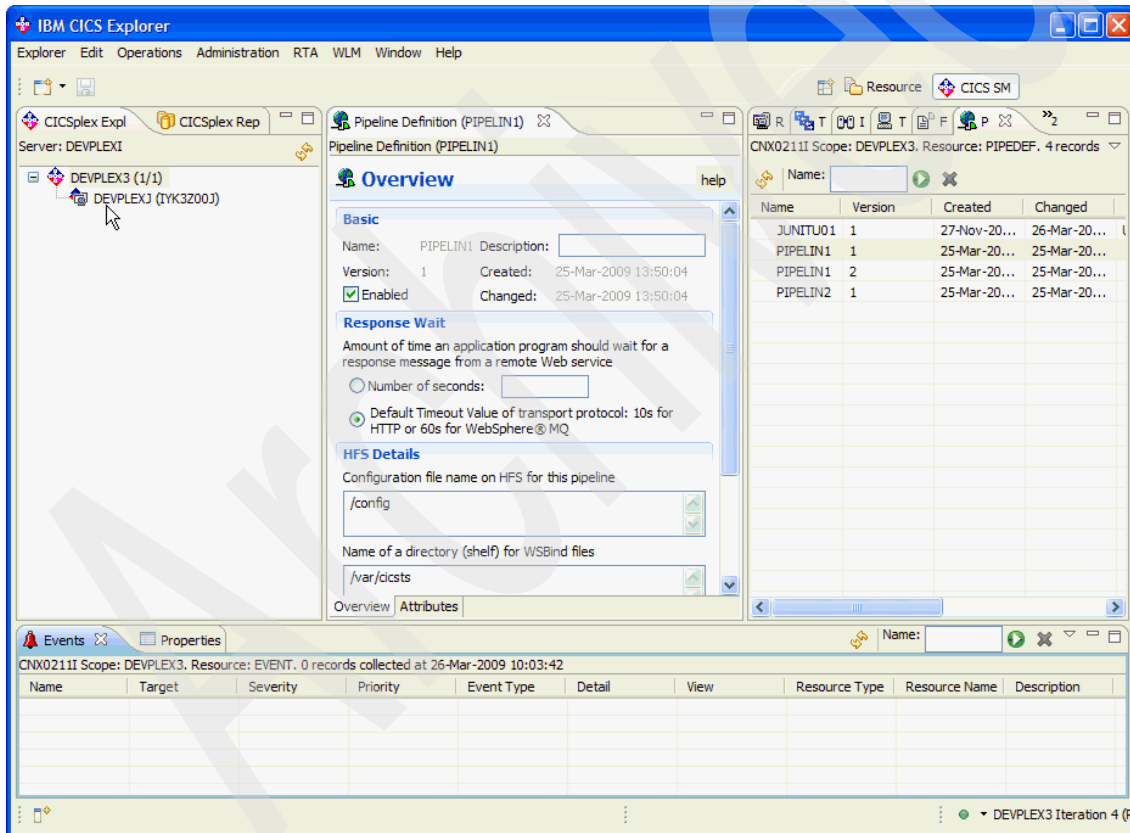 IBM CICS Explorer
Explorer Edit Operations Administration RTA WLM Window Help
Resource CICS SM
CICSplex Expl CICSplex Rep
Server: DEVPLEXI
DEVPLEX3 (1/1)
DEVPLEXJ (IYK3Z00J)
Pipeline Definition (PIPELIN1)
Pipeline Definition (PIPELIN1)
Overview help
Basic
Name: PIPELIN1 Description:
Version: 1 Created: 25-Mar-2009 13:50:04
Enabled Changed: 25-Mar-2009 13:50:04
Response Wait
Amount of time an application program should wait for a
response message from a remote Web service
Number of seconds:
Default Timeout Value of transport protocol: 10s for
HTTP or 60s for WebSphere® MQ
HFS Details
Configuration file name on HFS for this pipeline
/config
Name of a directory (shelf) for WSBind files
/var/cicsts
Overview Attributes
R T I T F P »2
CNX0211I Scope: DEVPLEX3. Resource: PIPEDEF. 4 records
Name:
Name Version Created Changed
JUNITU01 1 27-Nov-20... 26-Mar-20...
PIPELIN1 1 25-Mar-20... 25-Mar-20...
PIPELIN1 2 25-Mar-20... 25-Mar-20...
PIPELIN2 1 25-Mar-20... 25-Mar-20...
Events Properties Name:
CNX0211I Scope: DEVPLEX3. Resource: EVENT. 0 records collected at 26-Mar-2009 10:03:42
Name Target Severity Priority Event Type Detail View Resource Type Resource Name Description
DEVPLEX3 Iteration 4 (